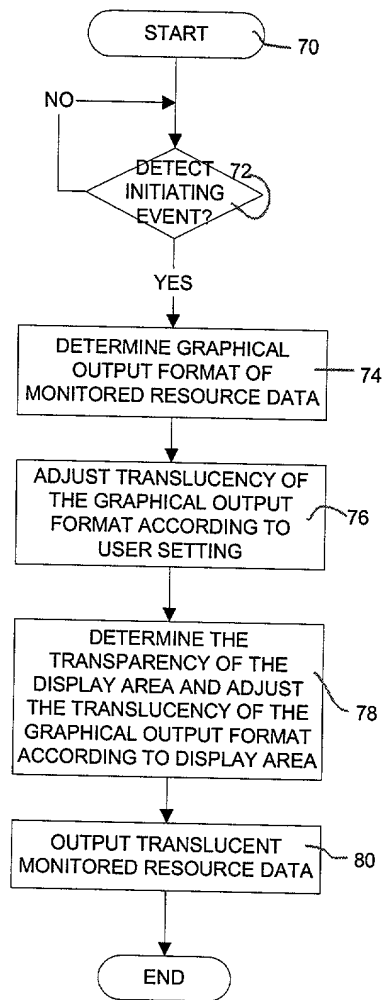 START
70
NO
DETECT
72
INITIATING
EVENT?
YES
DETERMINE GRAPHICAL
OUTPUT FORMAT OF
MONITORED RESOURCE DATA
74
ADJUST TRANSLUCENCY OF
THE GRAPHICAL OUTPUT
FORMAT ACCORDING TO
USER SETTING
76
DETERMINE THE
TRANSPARENCY OF THE
DISPLAY AREA AND ADJUST
THE TRANSLUCENCY OF THE
GRAPHICAL OUTPUT FORMAT
ACCORDING TO DISPLAY AREA
78
OUTPUT TRANSLUCENT
MONITORED RESOURCE DATA
80
END